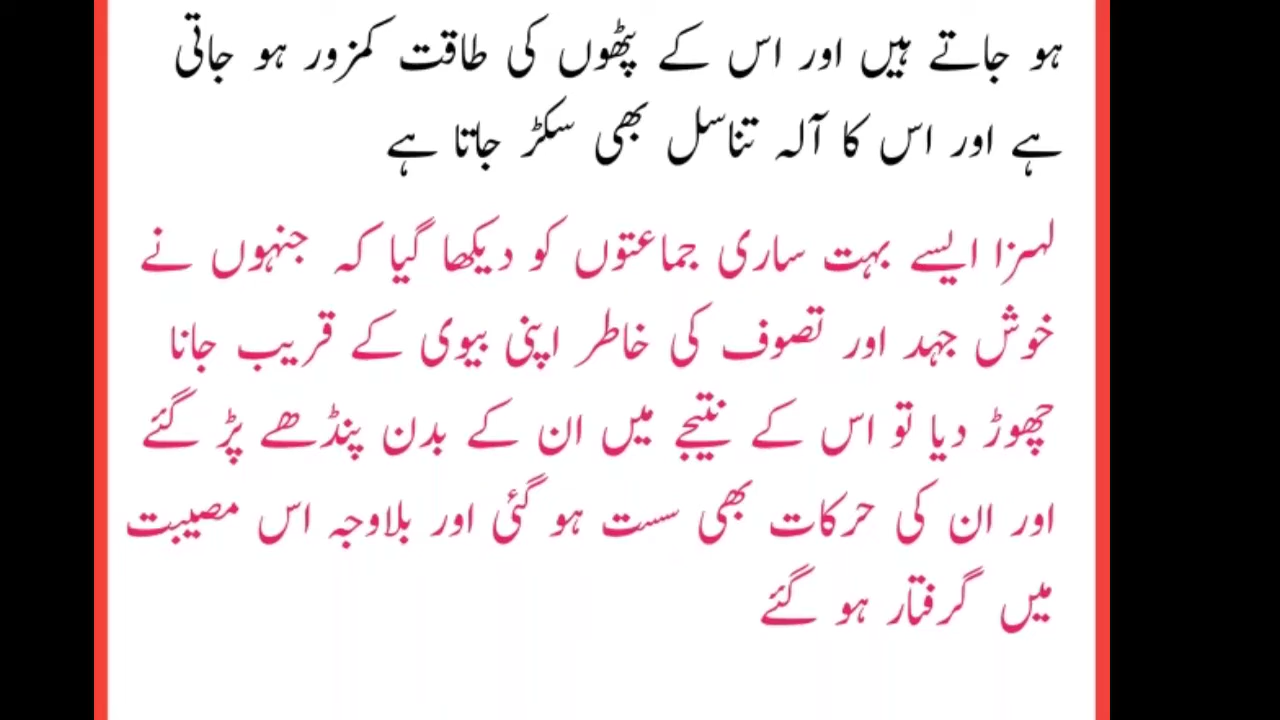 ہو جاتے ہیں اور اس کے پٹھوں کی طاقت کمزور ہو جاتی
ہے اور اس کا آلہ تناسل بھی سکڑ جاتا ہے
لہزا ایسے بہت ساری جماعتوں کو دیکھا گیا کہ جنہوں نے
خوش جہد اور تصوف کی خاطر اپنی بیوی کے قریب جانا
چھوڑ دیا تو اس کے نتیجے میں ان کے بدن پنڈھے پڑ گئے
اور ان کی حرکات بھی سست ہو گئی اور بلاوجہ اس مصیبت
میں گرفتار ہو گئے